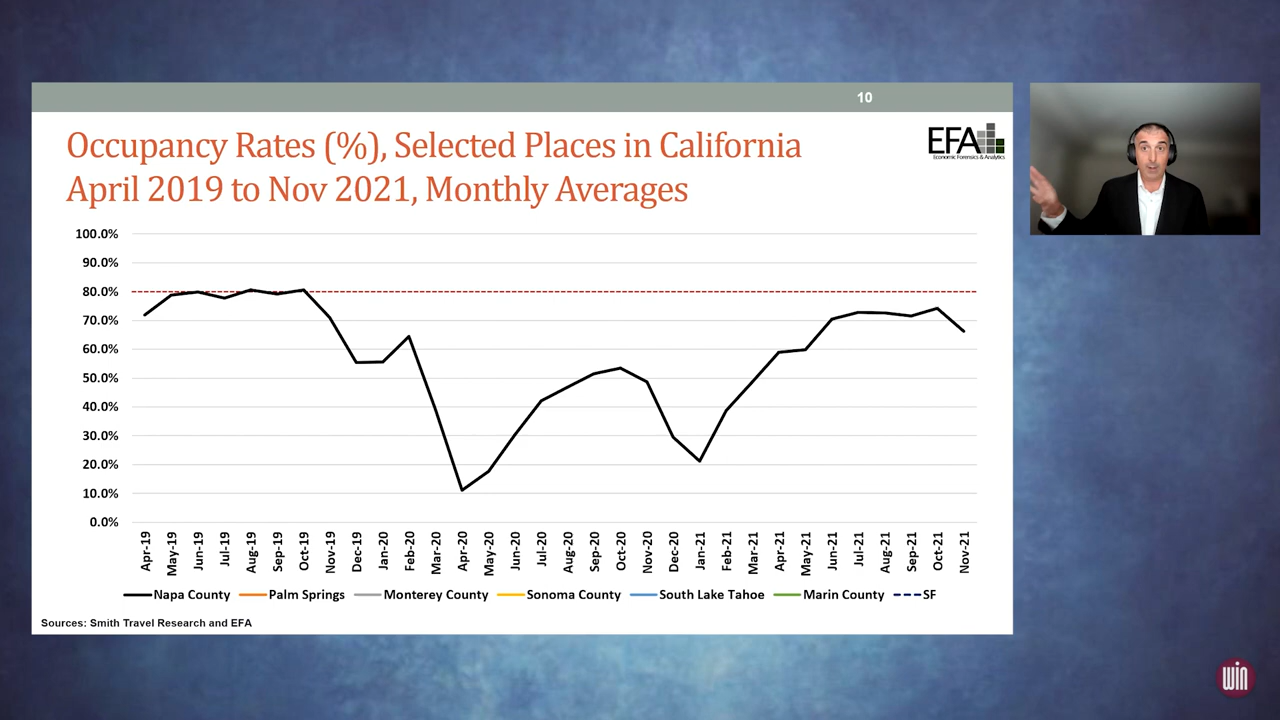 10
Occupancy Rates (%), Selected Places in California
April 2019 to Nov 2021, Monthly Averages
EFA
Economic Forensics & Analytics
100.0%
90.0%
80.0%
70.0%
60.0%
50.0%
40.0%
30.0%
20.0%
10.0%
0.0%
Apr-19
May-19
Jun-19
Jul-19
Aug-19
Sep-19
Oct-19
Nov-19
Dec-19
Jan-20
Feb-20
Mar-20
Apr-20
May-20
Jun-20
Jul-20
Aug-20
Sep-20
Oct-20
Nov-20
Dec-20
Jan-21
Feb-21
Mar-21
Apr-21
May-21
Jun-21
Jul-21
Aug-21
Sep-21
Oct-21
Nov-21
Napa County Palm Springs Monterey County Sonoma County South Lake Tahoe Marin County SF
Sources: Smith Travel Research and EFA
win